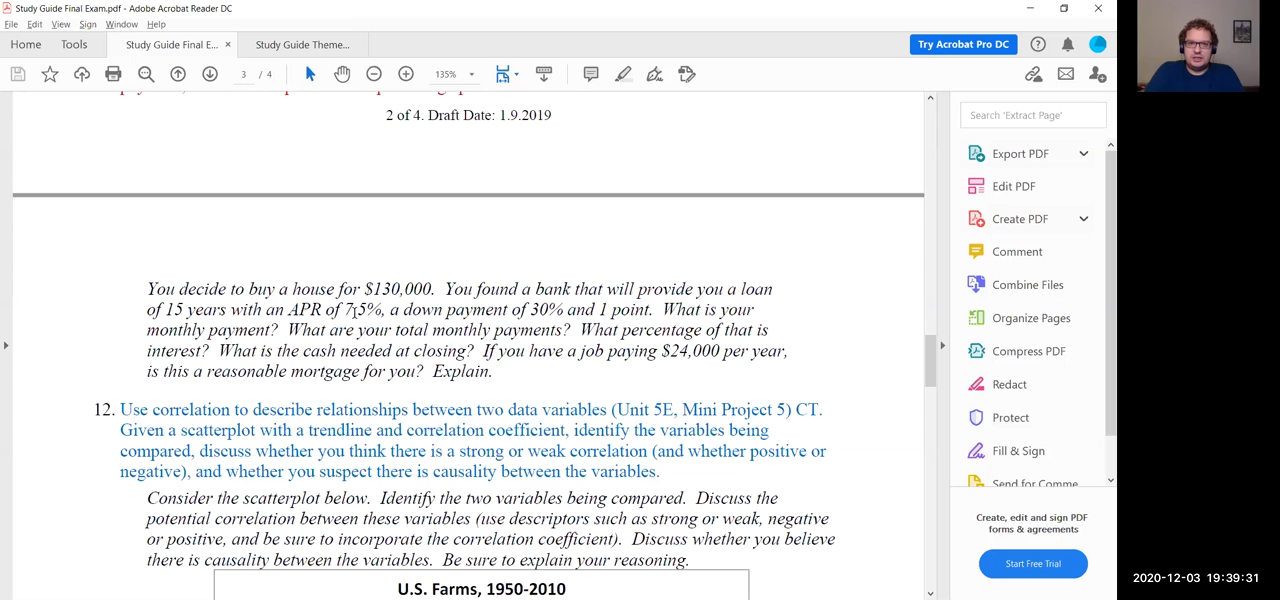 Study Guide Final Exam.pdf - Adobe Acrobat Reader DC
File Edit View Sign Window Help
Home Tools Study Guide Final E... × Study Guide Theme...
Try Acrobat Pro DC
3 / 4 135%
2 of 4. Draft Date: 1.9.2019
You decide to buy a house for $130,000. You found a bank that will provide you a loan
of 15 years with an APR of 7.5%, a down payment of 30% and 1 point. What is your
monthly payment? What are your total monthly payments? What percentage of that is
interest? What is the cash needed at closing? If you have a job paying $24,000 per year,
is this a reasonable mortgage for you? Explain.
12. Use correlation to describe relationships between two data variables (Unit 5E, Mini Project 5) CT.
Given a scatterplot with a trendline and correlation coefficient, identify the variables being
compared, discuss whether you think there is a strong or weak correlation (and whether positive or
negative), and whether you suspect there is causality between the variables.
Consider the scatterplot below. Identify the two variables being compared. Discuss the
potential correlation between these variables (use descriptors such as strong or weak, negative
or positive, and be sure to incorporate the correlation coefficient). Discuss whether you believe
there is causality between the variables. Be sure to explain your reasoning.
U.S. Farms, 1950-2010
Search 'Extract Page'
Export PDF
Edit PDF
Create PDF
Comment
Combine Files
Organize Pages
Compress PDF
Redact
Protect
Fill & Sign
Send for Comme
Create, edit and sign PDF
forms & agreements
Start Free Trial
2020-12-03 19:39:31